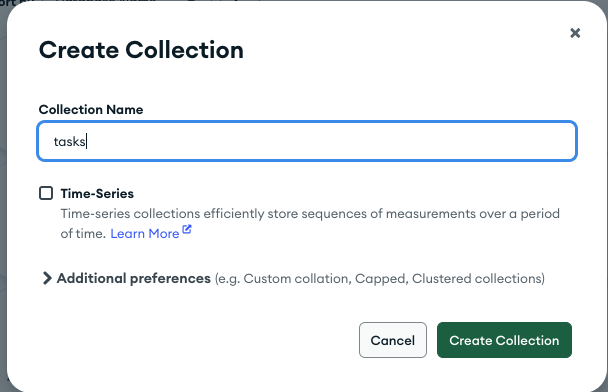 Create Collection
Collection Name
tasks
Time-Series
Time-series collections efficiently store sequences of measurements over a period
of time. Learn More
Additional preferences (e.g. Custom collation, Capped, Clustered collections)
Cancel
Create Collection